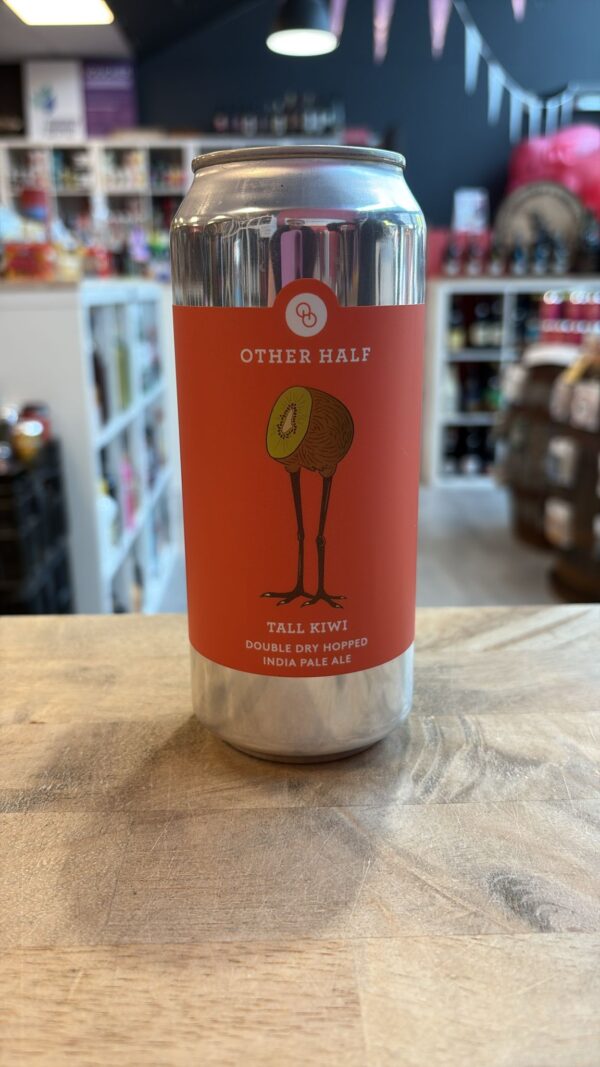 OTHER HALF
TALL KIWI
DOUBLE DRY HOPPED
INDIA PALE ALE